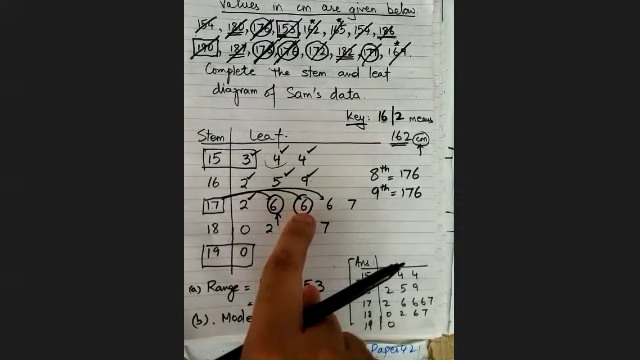 values in cm are given below.
154, 180, 176, 153, 162, 165, 154, 186
190, 187, 176, 176, 172, 182, 177, 169
Complete the stem and leaf
diagram of Sam's data.
Key: 16|2 means
162 cm
Stem Leaf
15 3 4 4
16 2 5 9
17 2 6 6 6 7
18 0 2 7
19 0
8th = 176
9th = 176
(a) Range = 53
(b). Mode
Ans:
15 4 4
2 5 9
17 2 6 6 6 7
18 0 2 6 7
19 0
Paper42